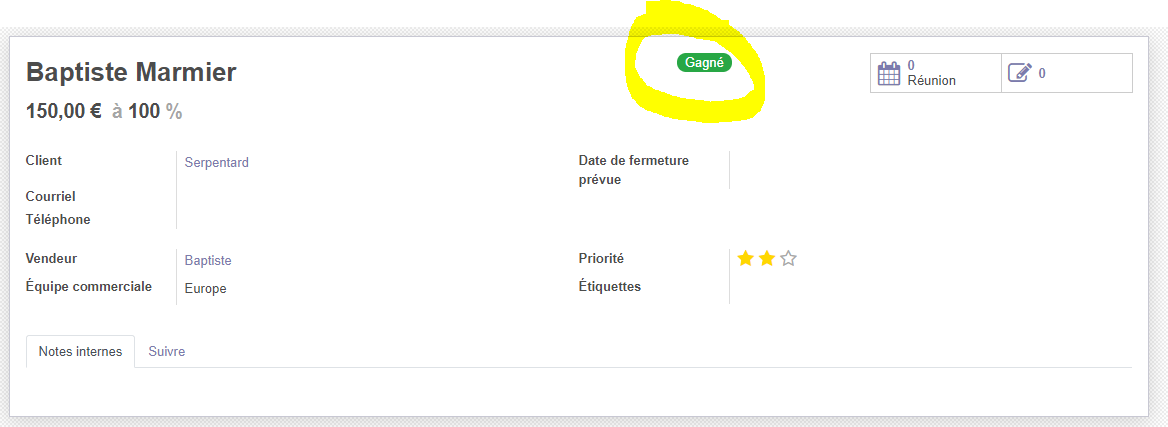 Gagné
Baptiste Marmier
0
Réunion
0
150,00 € à 100 %
Client
Serpentard
Date de fermeture
prévue
Courriel
Téléphone
Vendeur
Baptiste
Priorité
Équipe commerciale
Europe
Étiquettes
Notes internes
Suivre